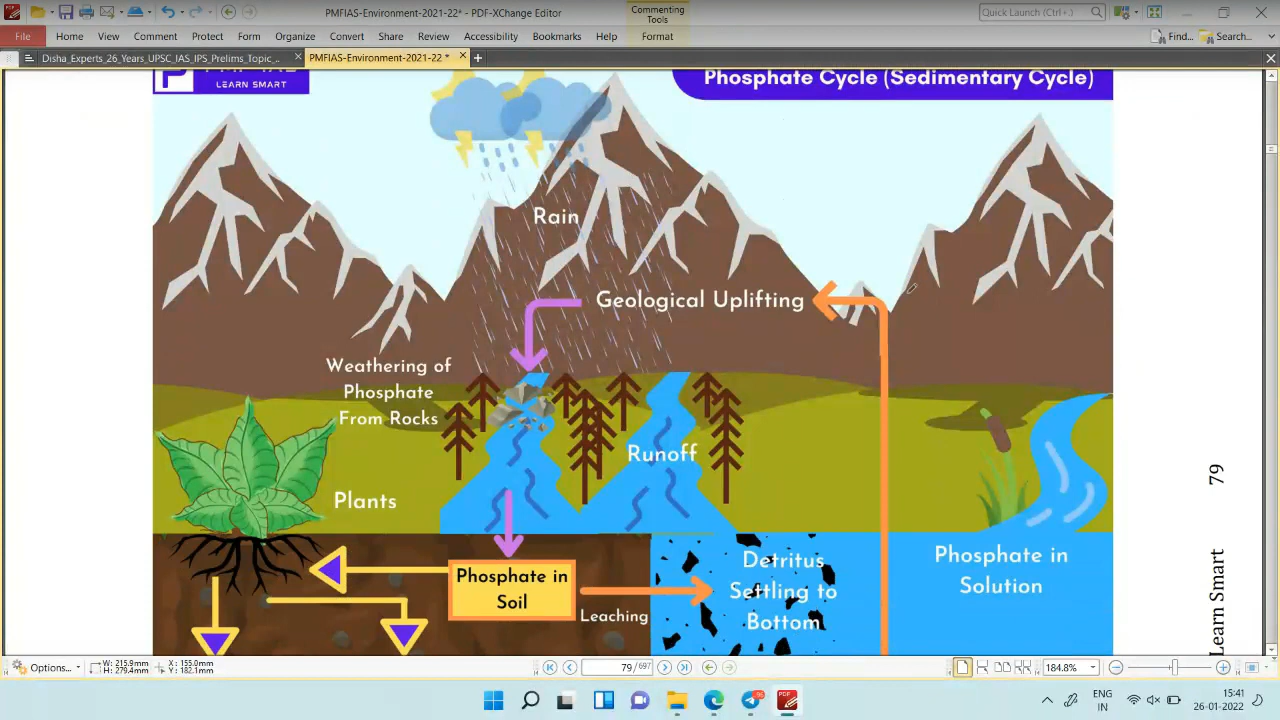 PMFIAS-Environment-2021-22* - PDF-XChange Editor
Commenting
Tools
Quick Launch (Ctrl+.)
File
Home
View
Comment
Protect
Form
Organize
Convert
Share
Review
Accessibility
Bookmarks
Help
Format
Find...
Search...
Disha_Experts_26_Years_UPSC_IAS_IPS_Prelims_Topic_..
PMFIAS-Environment-2021-22 *
LEARN SMART
Phosphate Cycle (Sedimentary Cycle)
Rain
Geological Uplifting
Weathering of
Phosphate
From Rocks
Runoff
Plants
Phosphate in
Soil
Leaching
Detritus
Settling to
Bottom
Phosphate in
Solution
79
Learn Smart
Options...
W: 215.9mm
H: 279.4mm
X: 155.0mm
Y: 182.1mm
79 / 697
184.8%
95
ENG
IN
15:41
26-01-2022